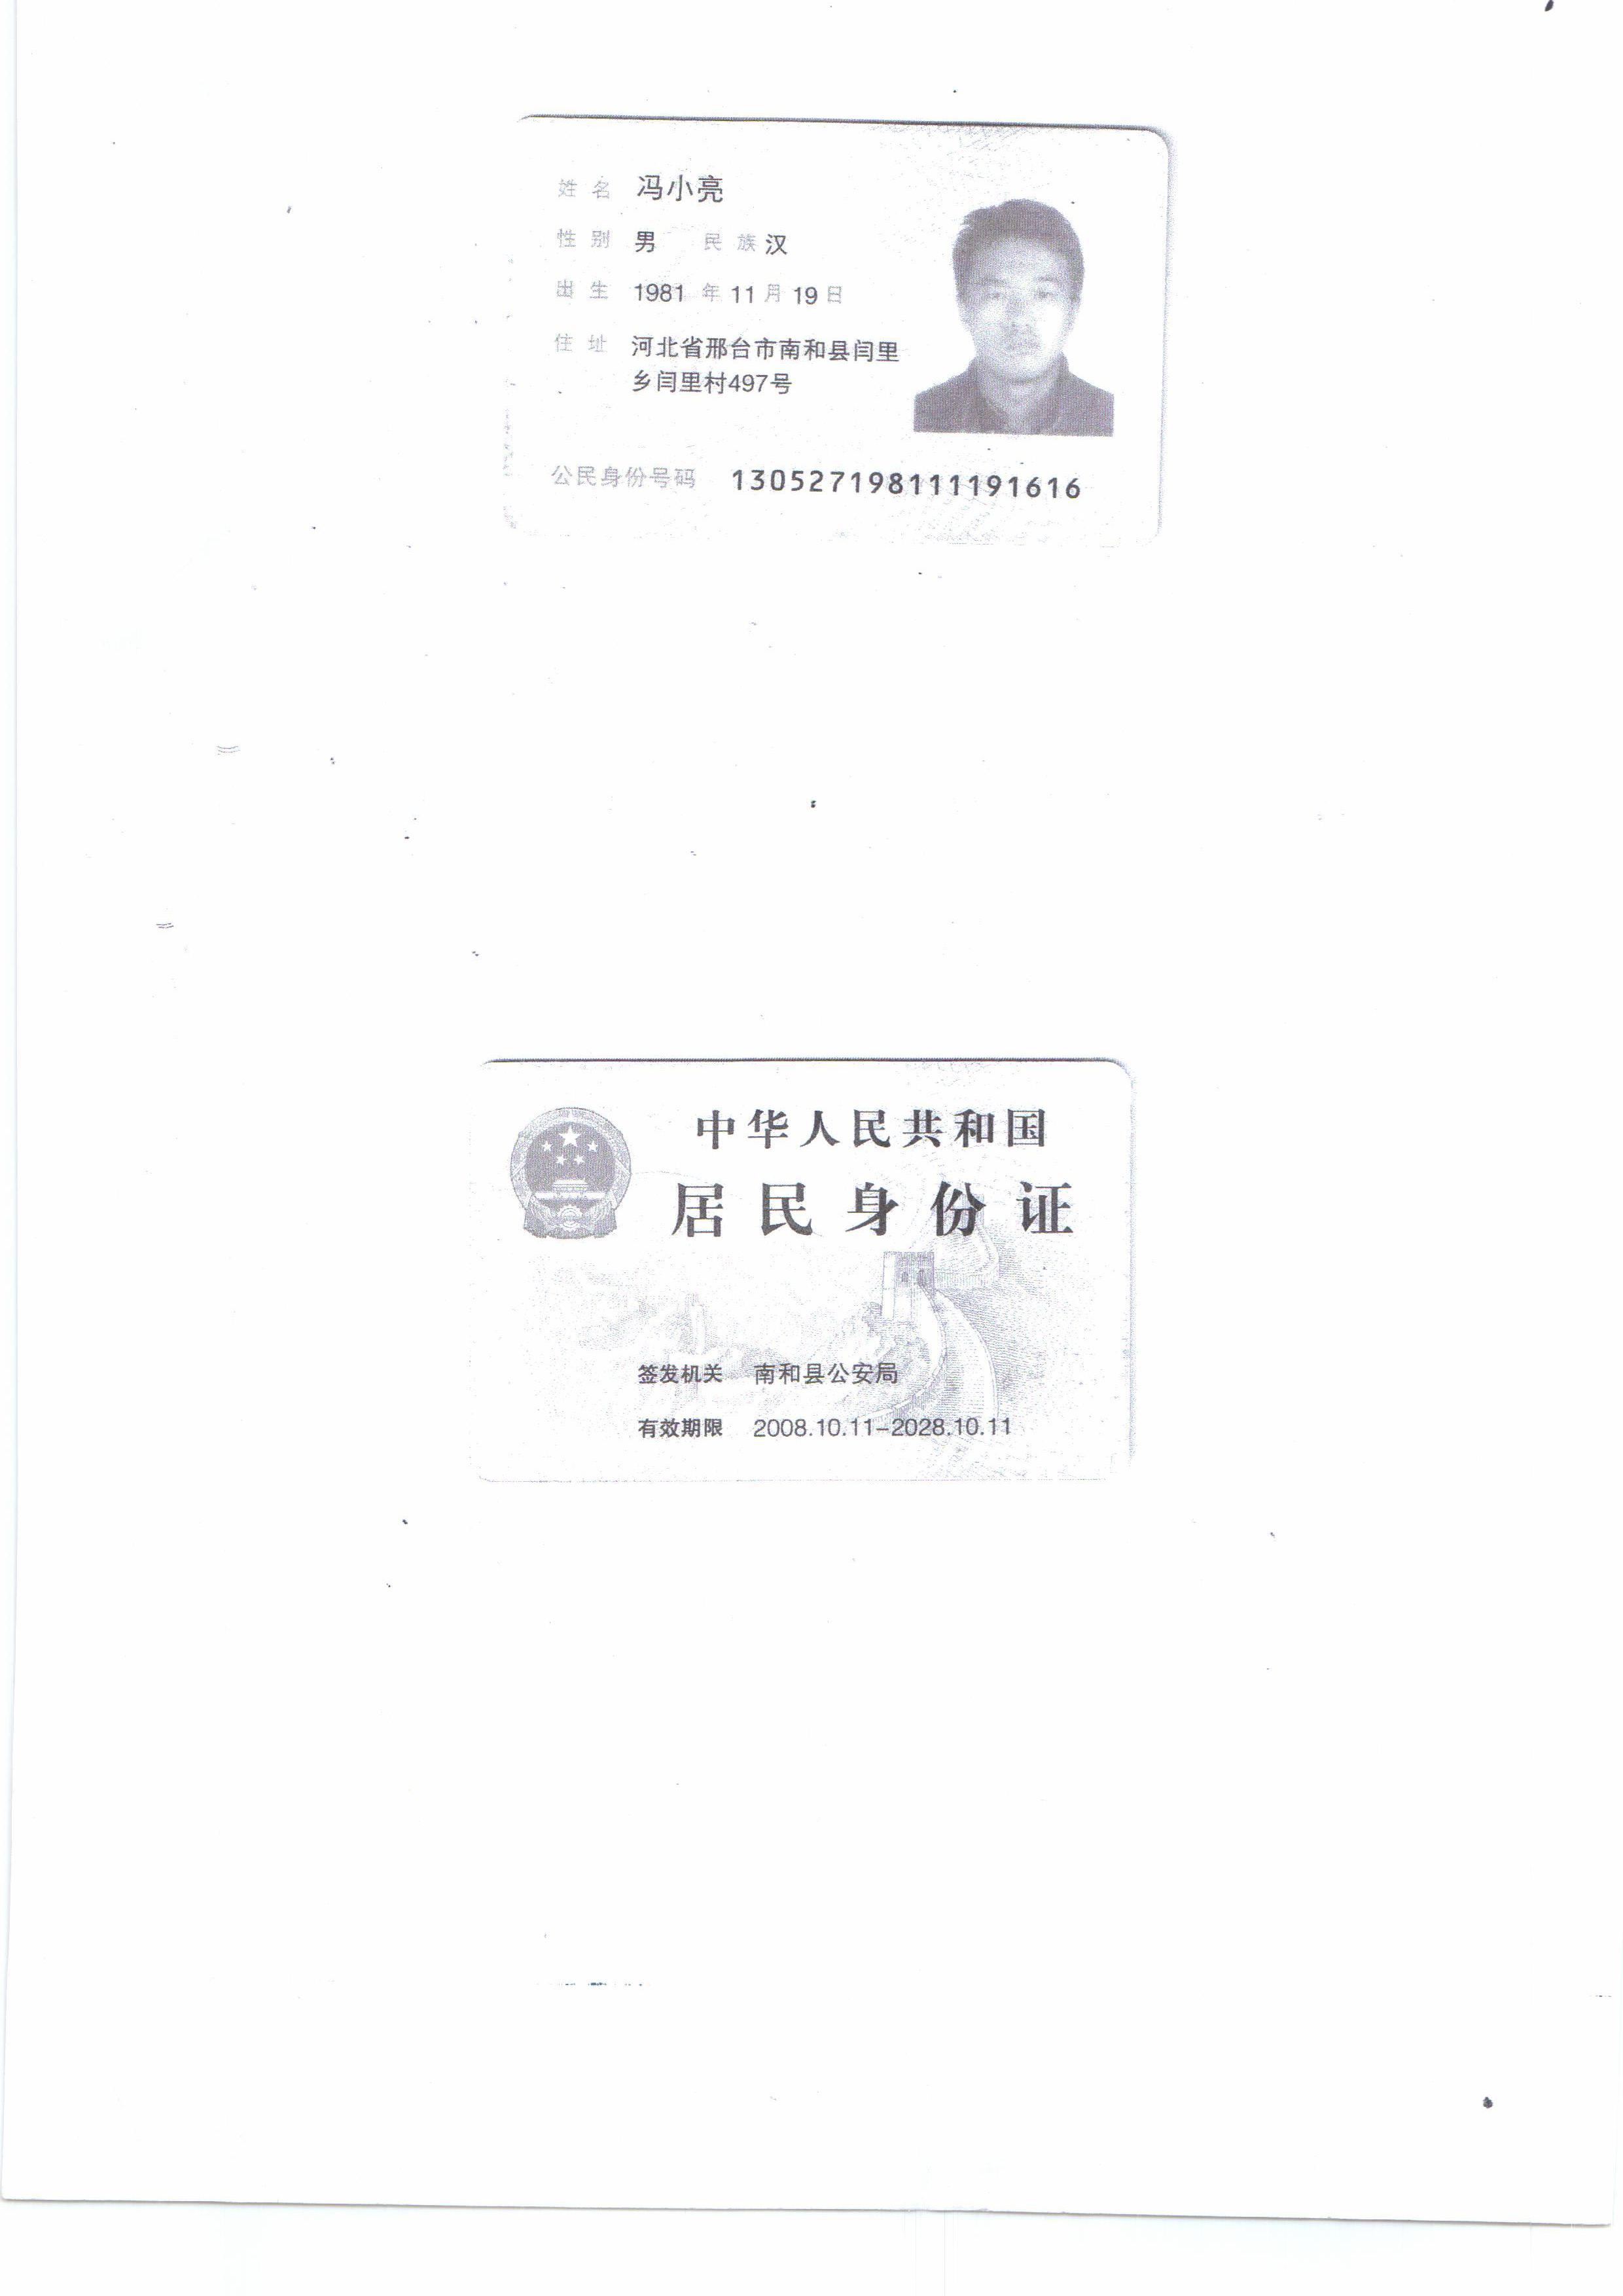 姓名 冯小亮
性别 男 民族 汉
出生 1981 年 11 月 19 日
住址 河北省邢台市南和县闫里
乡闫里村497号
公民身份号码 130527198111191616
中华人民共和国
居民身份证
签发机关 南和县公安局
有效期限 2008.10.11-2028.10.11